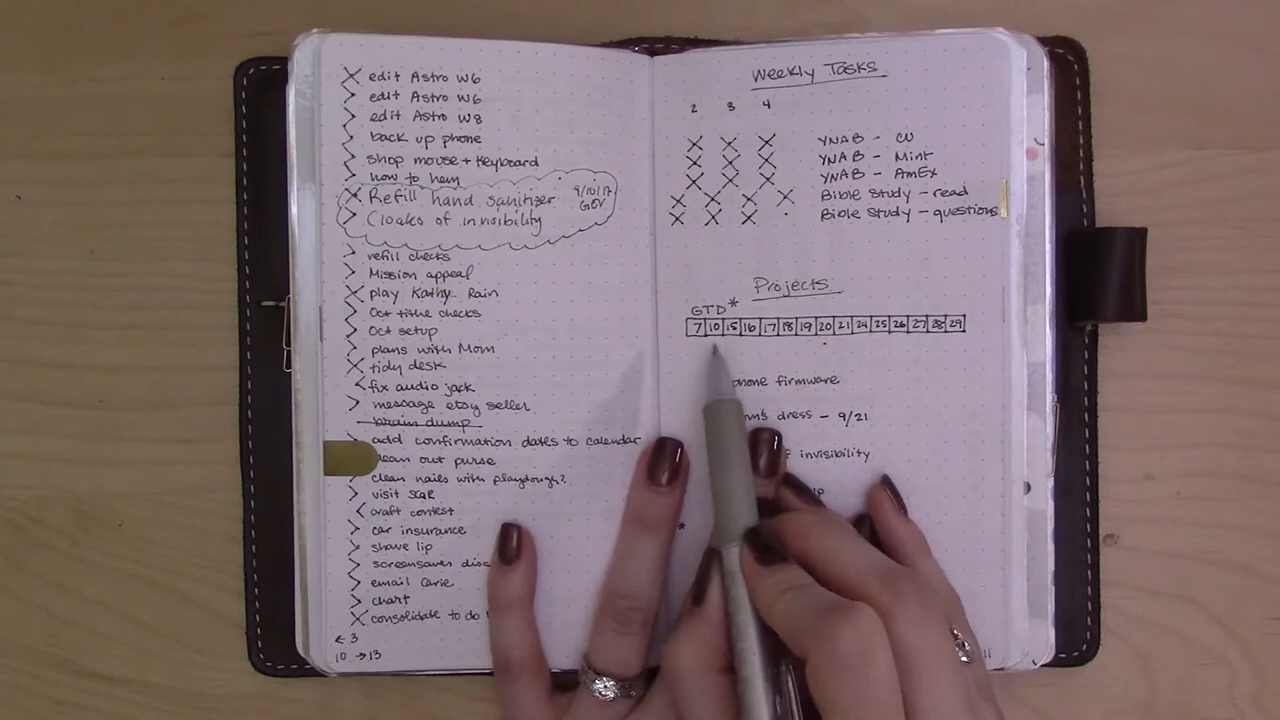 X edit Astro W6
> edit Astro W6
> edit Astro W8
> back up phone
> shop mouse + keyboard
> how to hem
X Refill hand sanitizer 9/10/17
> Cloaks of invisibility
> refill checks
> Mission appeal
X play Kathy Rain
> Oct tithe checks
> Oct setup
> plans with Mom
X tidy desk
< fix audio jack
> message etsy seller
brain dump
add confirmation dates to calendar
clean out purse
clean nails with playdough?
> visit
< craft contest
> car insurance
> shave lip
> screensaver disc
> email Carie
> chart
X consolidate to do
← 3
10 → 13
Weekly Tasks
2 3 4
X X X YNAB - CU
X X X YNAB - Mint
X X X YNAB - AmEx
X X X X Bible Study - read
X X X . Bible Study - questions
Projects
GTD*
7 10 15 16 17 18 19 20 21 24 25 26 27 28 29
phone firmware
dress - 9/21
invisibility
*
11